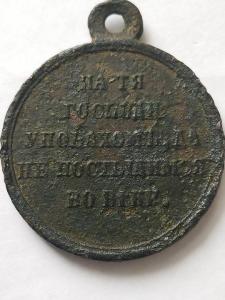 НА ТЯ
ГОСПОДИ
УПОВАХОМЪ, ДА
НЕ ПОСТЫДИМСЯ
ВО ВѢКИ.